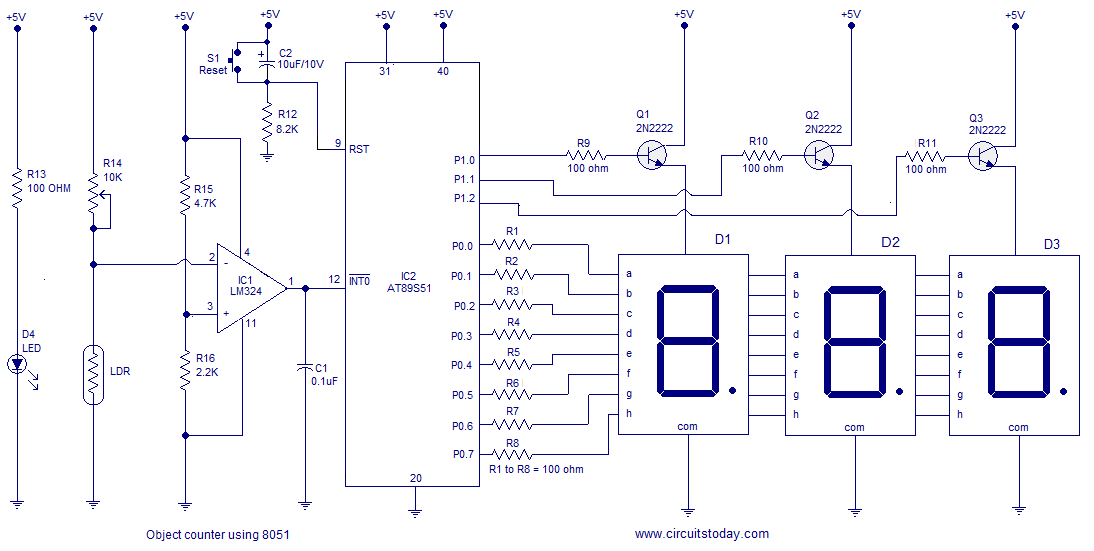 +5V
+5V
+5V
+5V
+5V
+5V
+5V
+5V
+5V
S1
Reset
+
C2
10uF/10V
31
40
R12
8.2K
9
RST
Q1
2N2222
Q2
2N2222
Q3
2N2222
R9
100 ohm
R10
100 ohm
R11
100 ohm
P1.0
P1.1
P1.2
R13
100 OHM
R14
10K
R15
4.7K
2
-
4
IC1
LM324
1
3
+
11
12
INT0
IC2
AT89S51
P0.0
P0.1
P0.2
P0.3
P0.4
P0.5
P0.6
P0.7
R1
R2
R3
R4
R5
R6
R7
R8
R1 to R8 = 100 ohm
D1
D2
D3
a
b
c
d
e
f
g
h
com
a
b
c
d
e
f
g
h
com
a
b
c
d
e
f
g
h
com
8.
8.
8.
D4
LED
LDR
R16
2.2K
C1
0.1uF
20
Object counter using 8051
www.circuitstoday.com